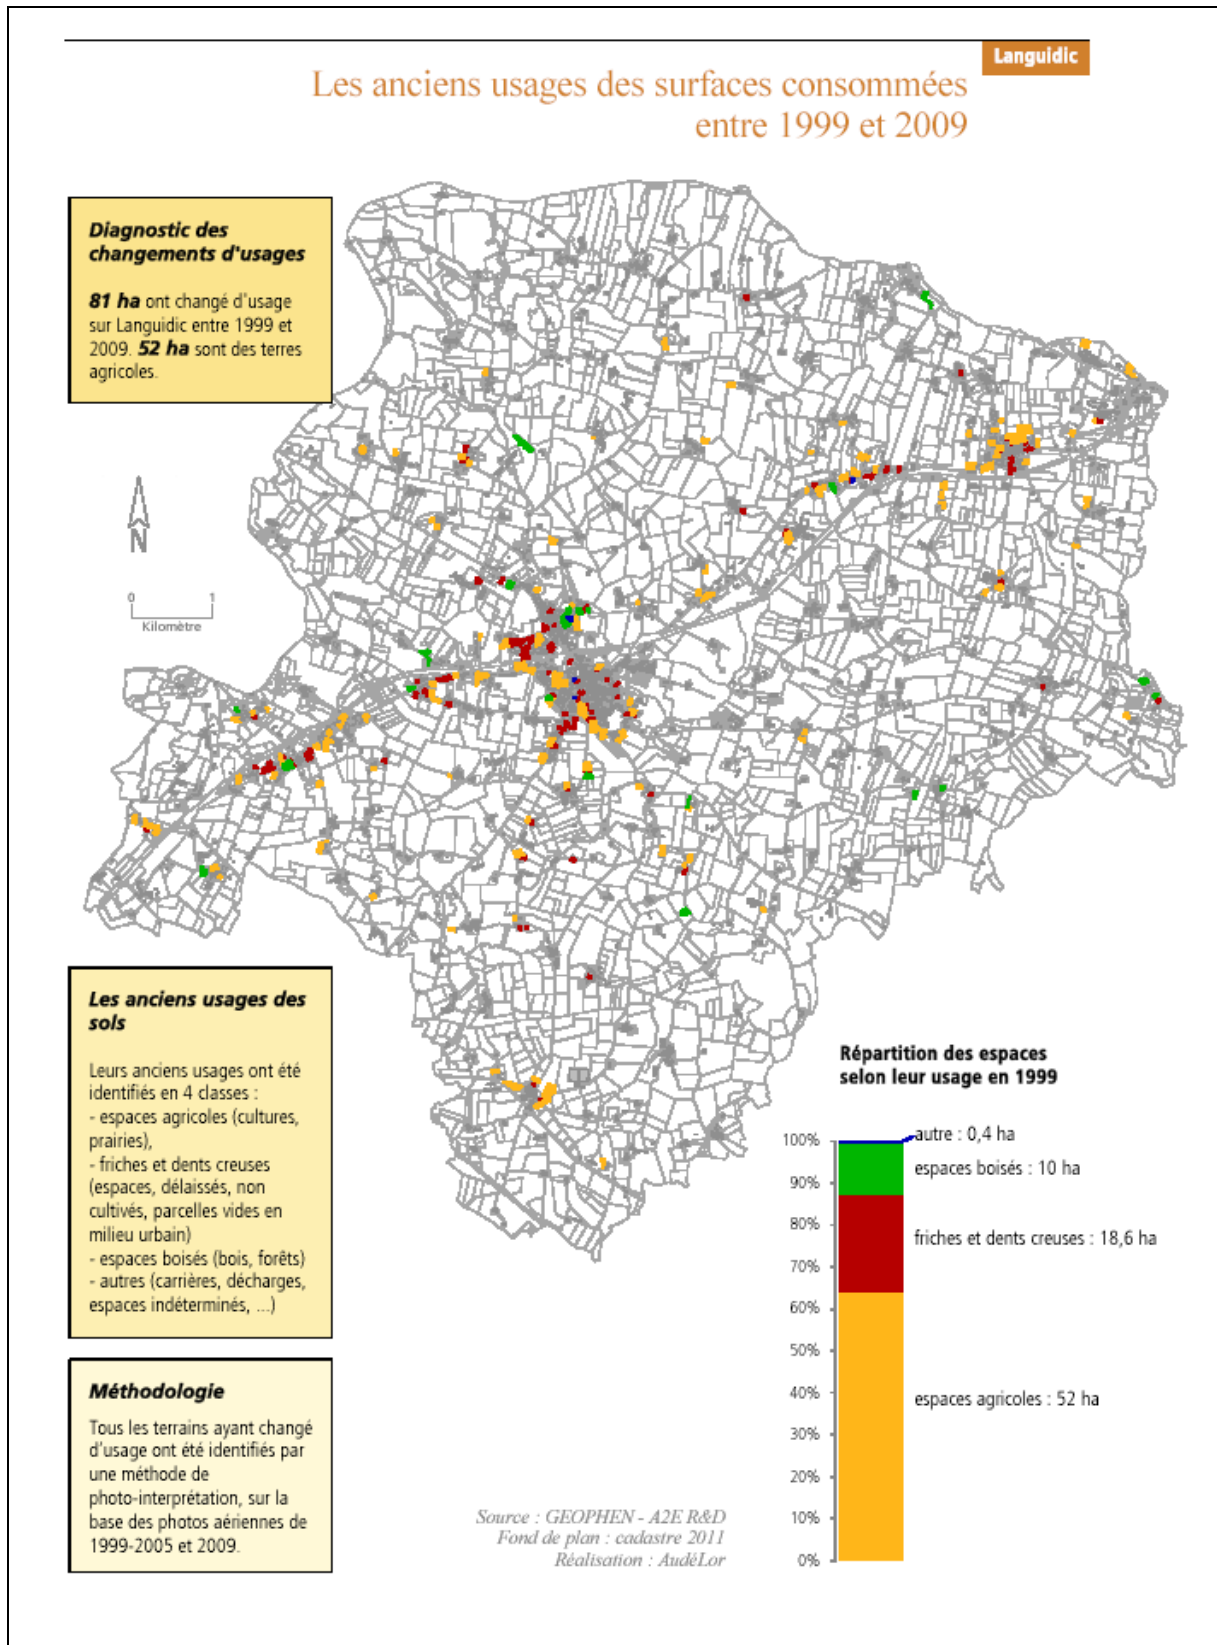 Languidic
Les anciens usages des surfaces consommées
entre 1999 et 2009
Diagnostic des
changements d'usages
81 ha ont changé d'usage
sur Languidic entre 1999 et
2009. 52 ha sont des terres
agricoles.
N
0 1
Kilomètre
Les anciens usages des
sols
Leurs anciens usages ont été
identifiés en 4 classes :
- espaces agricoles (cultures,
prairies),
- friches et dents creuses
(espaces, délaissés, non
cultivés, parcelles vides en
milieu urbain)
- espaces boisés (bois, forêts)
- autres (carrières, décharges,
espaces indéterminés, ...)
Méthodologie
Tous les terrains ayant changé
d'usage ont été identifiés par
une méthode de
photo-interprétation, sur la
base des photos aériennes de
1999-2005 et 2009.
Source : GEOPHEN - A2E R&D
Fond de plan : cadastre 2011
Réalisation : AudéLor
Répartition des espaces
selon leur usage en 1999
autre : 0,4 ha
espaces boisés : 10 ha
friches et dents creuses : 18,6 ha
espaces agricoles : 52 ha
100%
90%
80%
70%
60%
50%
40%
30%
20%
10%
0%